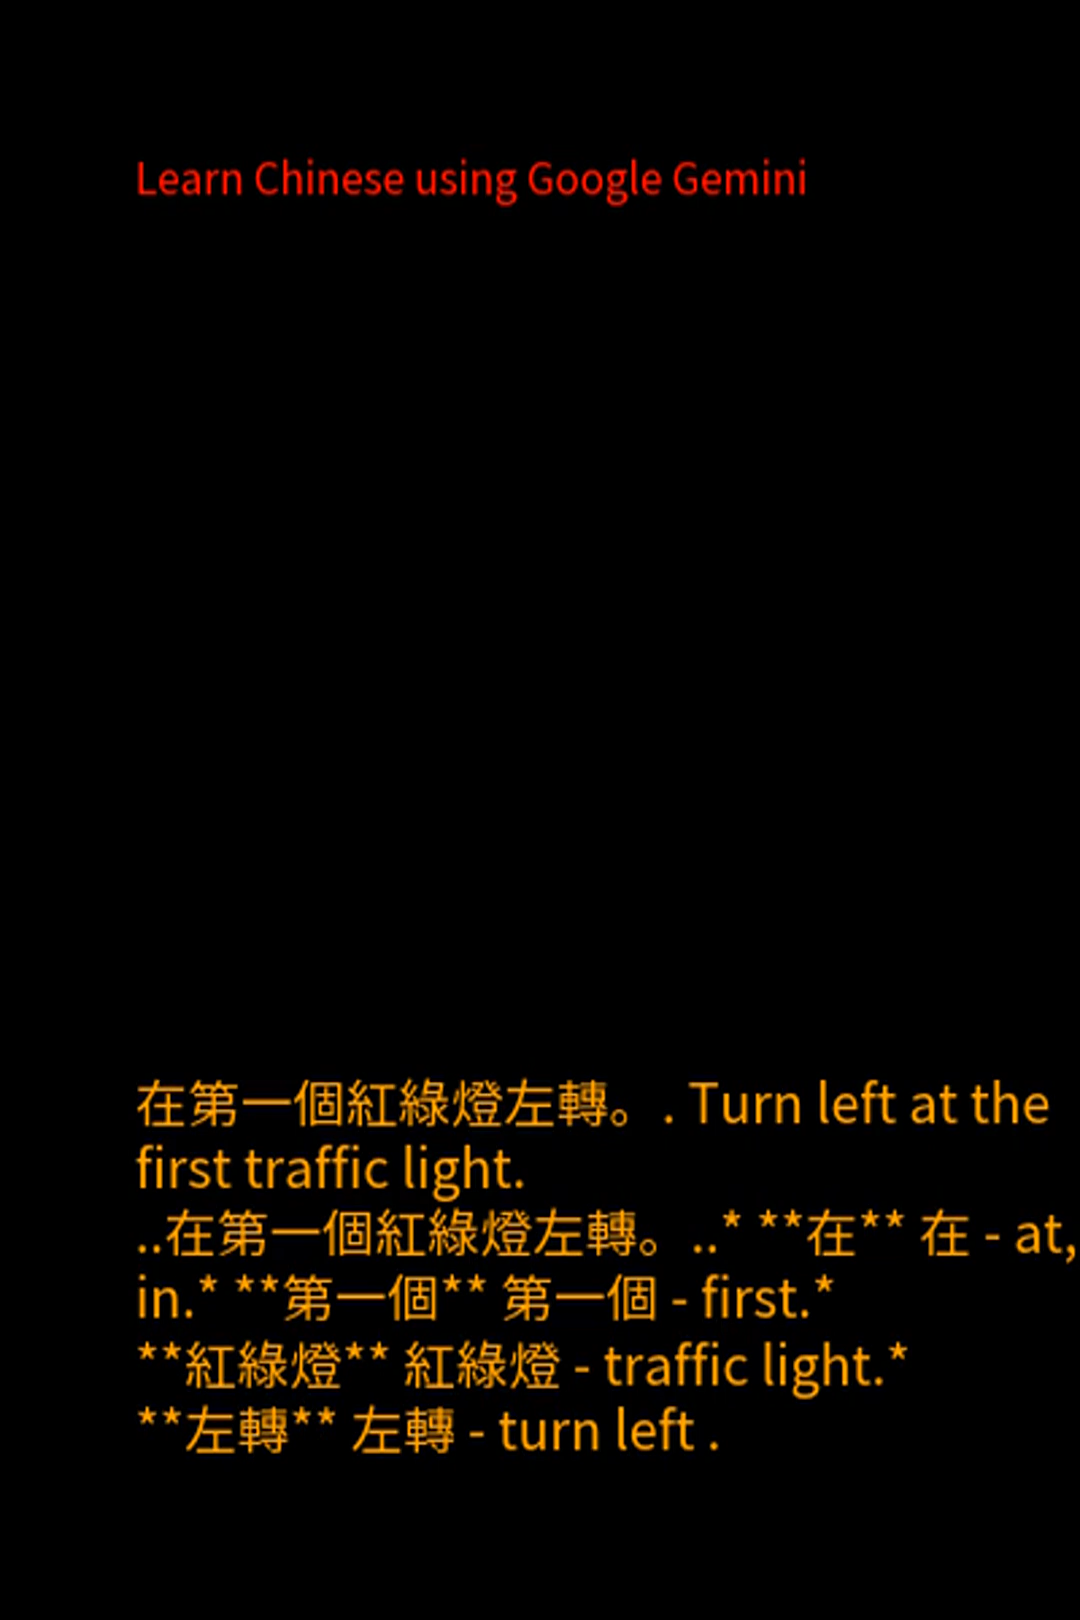 Learn Chinese using Google Gemini
在第一個紅綠燈左轉。. Turn left at the
first traffic light.
..在第一個紅綠燈左轉。..* **在** 在 - at,
in.* **第一個** 第一個 - first.*
**紅綠燈** 紅綠燈 - traffic light.*
**左轉** 左轉 - turn left .